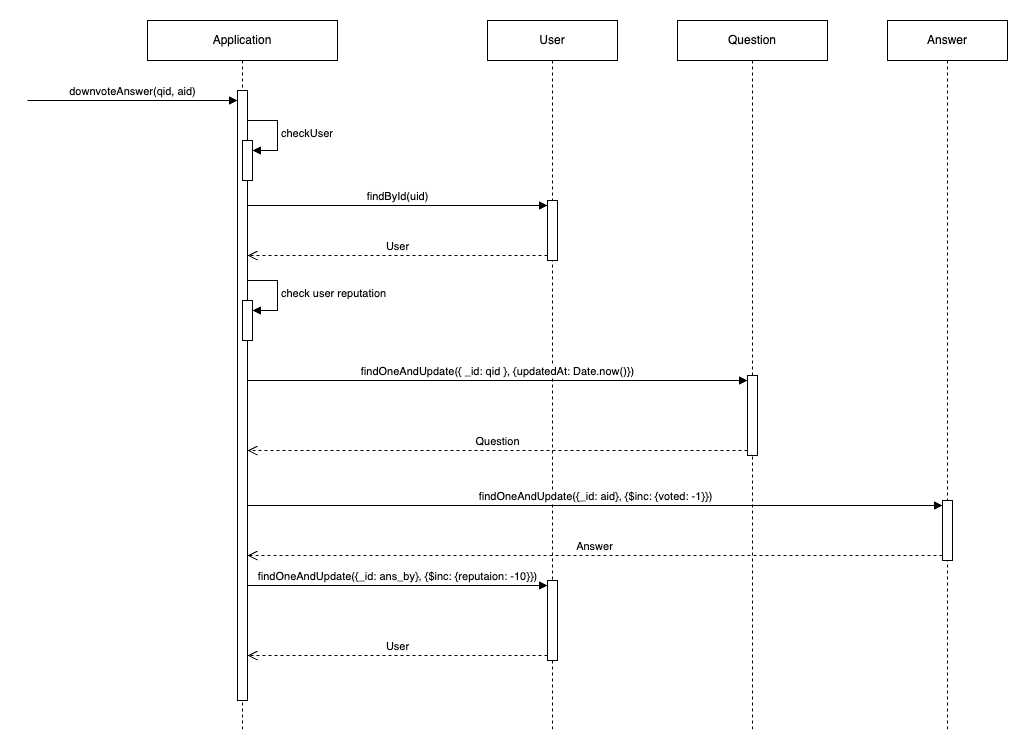 Application
User
Question
Answer
downvoteAnswer(qid, aid)
checkUser
findById(uid)
User
check user reputation
findOneAndUpdate({ _id: qid }, {updatedAt: Date.now()})
Question
findOneAndUpdate({_id: aid}, {$inc: {voted: -1}})
Answer
findOneAndUpdate({_id: ans_by}, {$inc: {reputaion: -10}})
User